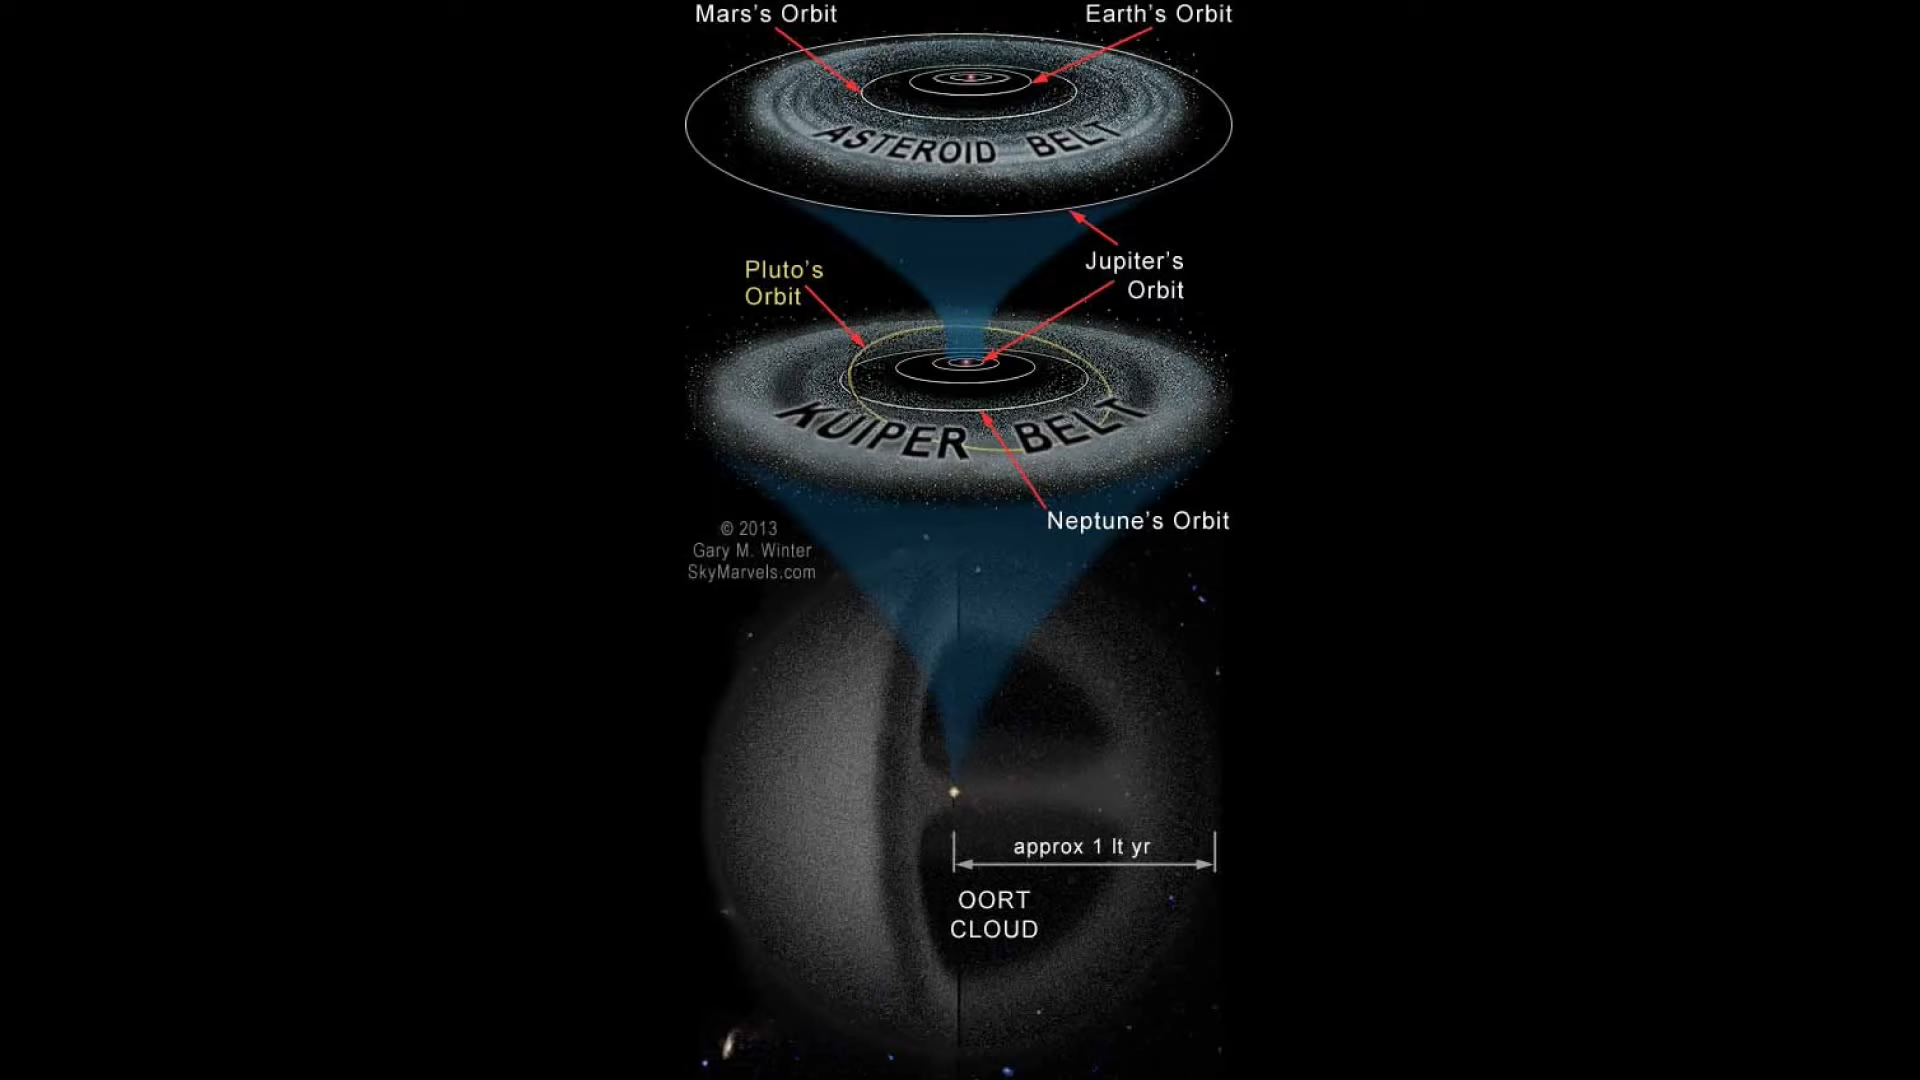 Mars's Orbit
Earth's Orbit
ASTEROID BELT
Pluto's
Orbit
Jupiter's
Orbit
KUIPER BELT
Neptune's Orbit
© 2013
Gary M. Winter
SkyMarvels.com
approx 1 lt yr
OORT
CLOUD